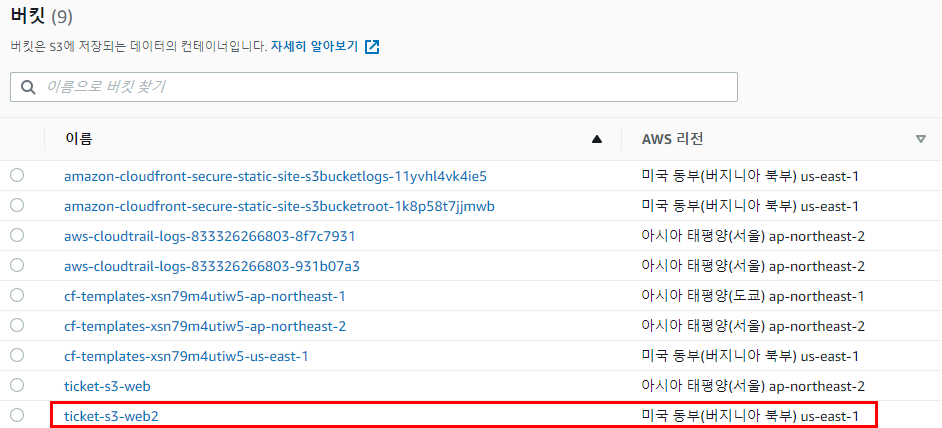 버킷 (9)
버킷은 S3에 저장되는 데이터의 컨테이너입니다. 자세히 알아보기
이름으로 버킷 찾기
이름 AWS 리전
amazon-cloudfront-secure-static-site-s3bucketlogs-11yvhl4vk4ie5 미국 동부(버지니아 북부) us-east-1
amazon-cloudfront-secure-static-site-s3bucketroot-1k8p58t7jjmwb 미국 동부(버지니아 북부) us-east-1
aws-cloudtrail-logs-833326266803-8f7c7931 아시아 태평양(서울) ap-northeast-2
aws-cloudtrail-logs-833326266803-931b07a3 아시아 태평양(서울) ap-northeast-2
cf-templates-xsn79m4utiw5-ap-northeast-1 아시아 태평양(도쿄) ap-northeast-1
cf-templates-xsn79m4utiw5-ap-northeast-2 아시아 태평양(서울) ap-northeast-2
cf-templates-xsn79m4utiw5-us-east-1 미국 동부(버지니아 북부) us-east-1
ticket-s3-web 아시아 태평양(서울) ap-northeast-2
ticket-s3-web2 미국 동부(버지니아 북부) us-east-1